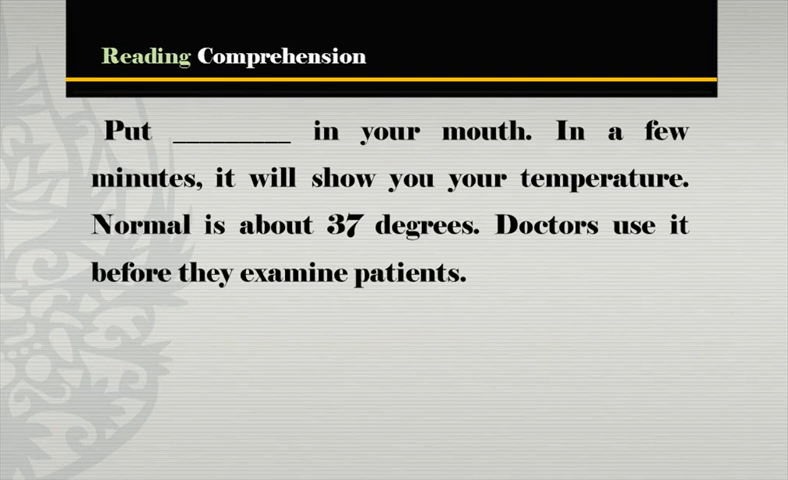 Reading Comprehension
Put _________ in your mouth. In a few
minutes, it will show you your temperature.
Normal is about 37 degrees. Doctors use it
before they examine patients.